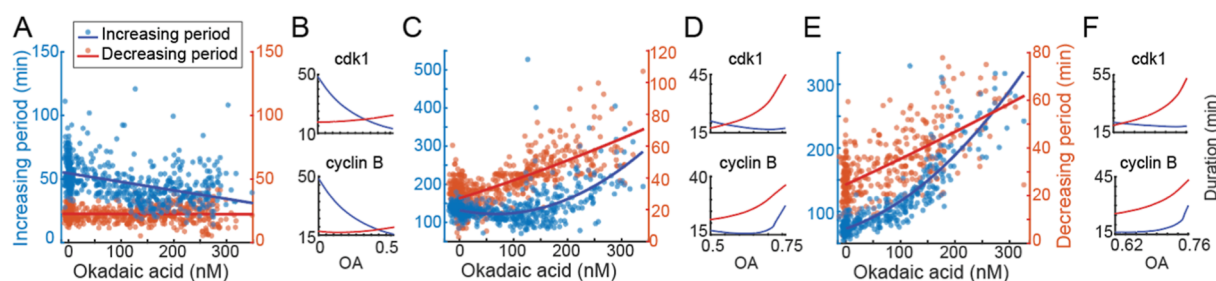 A
Increasing period
Decreasing period
150
100
50
0
150
100
50
0
Increasing period (min)
0
100
200
300
Okadaic acid (nM)
B
cdk1
50
10
cyclin B
50
15
0
0.5
OA
C
500
400
300
200
100
120
100
80
60
40
20
0
0
100
200
300
Okadaic acid (nM)
D
cdk1
45
15
cyclin B
40
15
0.5
0.75
OA
E
300
200
100
80
60
40
20
0
Decreasing period (min)
0
100
200
300
Okadaic acid (nM)
F
cdk1
55
15
cyclin B
45
15
0.62
0.76
OA
Duration (min)